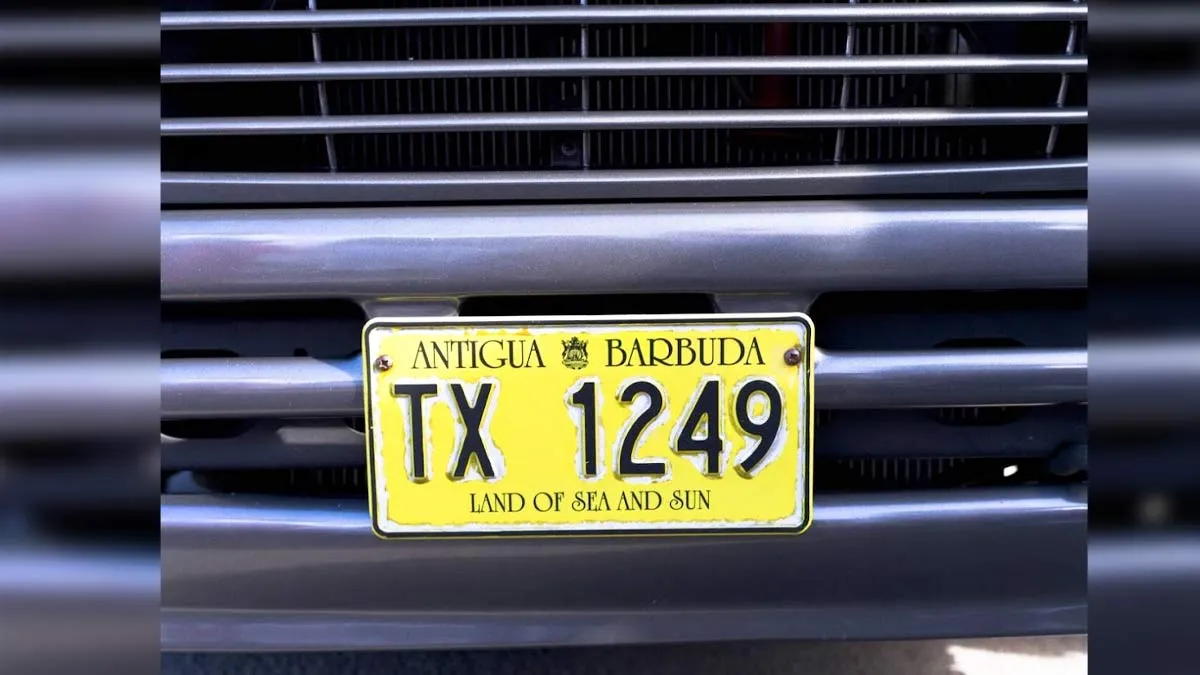 ANTIGUA BARBUDA
TX 1249
LAND OF SEA AND SUN